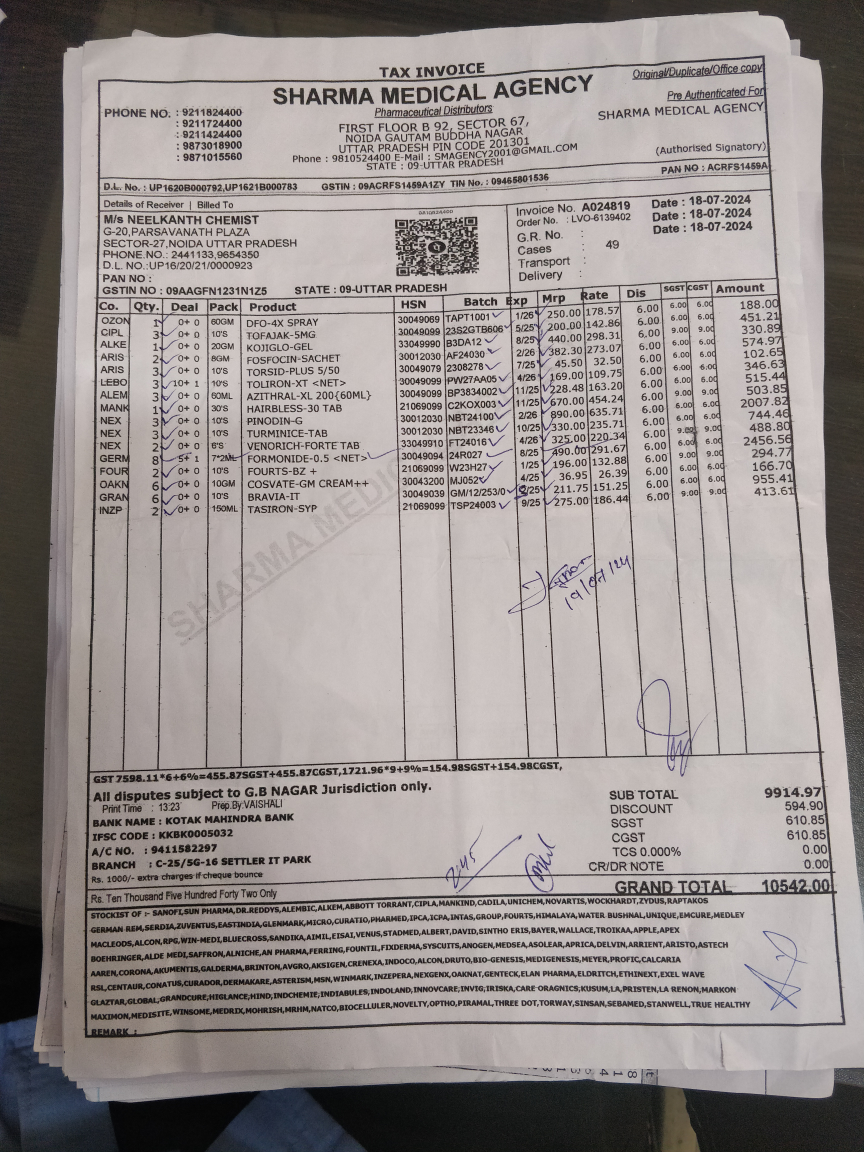 TAX INVOICE
Original/Duplicate/Office copy
SHARMA MEDICAL AGENCY
Pharmaceutical Distributors
Pre Authenticated For
SHARMA MEDICAL AGENCY
PHONE NO. : 9211824400
: 9211724400
: 9211424400
: 9873018900
: 9871015560
FIRST FLOOR B 92, SECTOR 67,
NOIDA GAUTAM BUDDHA NAGAR
UTTAR PRADESH PIN CODE 201301
Phone : 9810524400 E-Mail : SMAGENCY2001@GMAIL.COM
STATE : 09-UTTAR PRADESH
(Authorised Signatory)
PAN NO : ACRFS1459A
D.L. No. : UP1620B000792,UP1621B000783 GSTIN : 09ACRFS1459A1ZY TIN No. : 09465801536
Details of Receiver | Billed To
M/s NEELKANTH CHEMIST
G-20,PARSAVANATH PLAZA
SECTOR-27,NOIDA UTTAR PRADESH
PHONE.NO.: 2441133,9654350
D.L.NO.:UP16/20/21/0000923
PAN NO :
GSTIN NO : 09AAGFN1231N1Z5 STATE : 09-UTTAR PRADESH
9818624400
Invoice No. A024819 Date : 18-07-2024
Order No. : LVO-6139402 Date : 18-07-2024
G.R. No. : Date : 18-07-2024
Cases : 49
Transport :
Delivery :
Co. Qty. Deal Pack Product HSN Batch Exp Mrp Rate Dis SGST CGST Amount
OZON 1 0+ 0 60GM DFO-4X SPRAY 30049069 TAPT1001 1/26 250.00 178.57 6.00 6.00 6.00 188.00
CIPL 3 0+ 0 10'S TOFAJAK-5MG 30049099 23S2GTB606 5/25 200.00 142.86 6.00 6.00 6.00 451.21
ALKE 1 0+ 0 20GM KOJIGLO-GEL 33049990 B3DA12 8/25 440.00 298.31 6.00 9.00 9.00 330.89
ARIS 2 0+ 0 8GM FOSFOCIN-SACHET 30012030 AF24030 2/26 382.30 273.07 6.00 6.00 6.00 574.97
ARIS 3 0+ 0 10'S TORSID-PLUS 5/50 30049079 2308278 7/25 45.50 32.50 6.00 6.00 6.00 102.65
LEBO 3 10+ 1 10'S TOLIRON-XT <NET> 30049099 PW27AA05 4/26 169.00 109.75 6.00 6.00 6.00 346.63
ALEM 3 0+ 0 60ML AZITHRAL-XL 200{60ML} 30049099 BP3834002 11/25 228.48 163.20 6.00 6.00 6.00 515.44
MANK 1 0+ 0 30'S HAIRBLESS-30 TAB 21069099 C2KOX003 11/25 670.00 454.24 6.00 9.00 9.00 503.85
NEX 3 0+ 0 10'S PINODIN-G 30012030 NBT24100 2/26 890.00 635.71 6.00 6.00 6.00 2007.82
NEX 3 0+ 0 10'S TURMINICE-TAB 30012030 NBT23346 10/25 330.00 235.71 6.00 6.00 6.00 744.46
NEX 2 0+ 0 6'S VENORICH-FORTE TAB 33049910 FT24016 4/26 325.00 220.34 6.00 9.00 9.00 488.80
GERM 8 5+ 1 7*2ML FORMONIDE-0.5 <NET> 30049094 24R027 8/25 490.00 291.67 6.00 6.00 6.00 2456.56
FOUR 2 0+ 0 10'S FOURTS-BZ + 21069099 W23H27 1/25 196.00 132.88 6.00 9.00 9.00 294.77
OAKN 6 0+ 0 10GM COSVATE-GM CREAM++ 30043200 MJ052 4/25 36.95 26.39 6.00 6.00 6.00 166.70
GRAN 6 0+ 0 10'S BRAVIA-IT 30049039 GM/12/253/0 211.75 151.25 6.00 6.00 6.00 955.41
INZP 2 0+ 0 150ML TASIRON-SYP 21069099 TSP24003 9/25 275.00 186.44 6.00 9.00 9.00 413.61
SHARMA MEDIC
19/07/24
GST 7598.11*6+6%=455.87SGST+455.87CGST,1721.96*9+9%=154.98SGST+154.98CGST,
All disputes subject to G.B NAGAR Jurisdiction only.
Print Time : 13:23 Prep.By:VAISHALI
BANK NAME : KOTAK MAHINDRA BANK
IFSC CODE : KKBK0005032
A/C NO. : 9411582297
BRANCH : C-25/5G-16 SETTLER IT PARK
Rs. 1000/- extra charges if cheque bounce
SUB TOTAL 9914.97
DISCOUNT 594.90
SGST 610.85
CGST 610.85
TCS 0.000% 0.00
CR/DR NOTE 0.00
GRAND TOTAL 10542.00
Rs. Ten Thousand Five Hundred Forty Two Only
STOCKIST OF :- SANOFI,SUN PHARMA,DR.REDDYS,ALEMBIC,ALKEM,ABBOTT TORRANT,CIPLA,MANKIND,CADILA,UNICHEM,NOVARTIS,WOCKHARDT,ZYDUS,RAPTAKOS
GERMAN REM,SERDIA,ZUVENTUS,EASTINDIA,GLENMARK,MICRO,CURATIO,PHARMED,IPCA,ICPA,INTAS,GROUP,FOURTS,HIMALAYA,WATER BUSHNAL,UNIQUE,EMCURE,MEDLEY
MACLEODS,ALCON,RPG,WIN-MEDI,BLUECROSS,SANDIKA,AIMIL,EISAI,VENUS,STADMED,ALBERT,DAVID,SINTHO ERIS,BAYER,WALLACE,TROIKAA,APPLE,APEX
BOEHRINGER,ALDE MEDI,SAFFRON,ALNICHE,AN PHARMA,FERRING,FOUNTIL,FIXDERMA,SYSCUITS,ANOGEN,MEDSEA,ASOLEAR,APRICA,DELVIN,ARRIENT,ARISTO,ASTECH
AAREN,CORONA,AKUMENTIS,GALDERMA,BRINTON,AVGRO,AKSIGEN,CRENEXA,INDOCO,ALCON,DRUTO,BIO-GENESIS,MEDIGENESIS,MEYER,PROFIC,CALCARIA
RSL,CENTAUR,CONATUS,CURADOR,DERMAKARE,ASTERISM,MSN,WINMARK,INZEPERA,NEXGENX,OAKNAT,GENTECK,ELAN PHARMA,ELDRITCH,ETHINEXT,EXEL WAVE
GLAZTAR,GLOBAL,GRANDCURE,HIGLANCE,HIND,INDCHEMIE;INDIABULES;INDOLAND,INNOVCARE;INVIG;IRISKA,CARE ORAGNICS;KUSUM,LA,PRISTEN,LA RENON,MARKON
MAXIMON,MEDISITE,WINSOME,MEDRIX,MOHRISH,MRHM,NATCO,BIOCELLULER,NOVELTY,OPTHO,PIRAMAL,THREE DOT,TORWAY,SINSAN,SEBAMED,STANWELL,TRUE HEALTHY
REMARK :